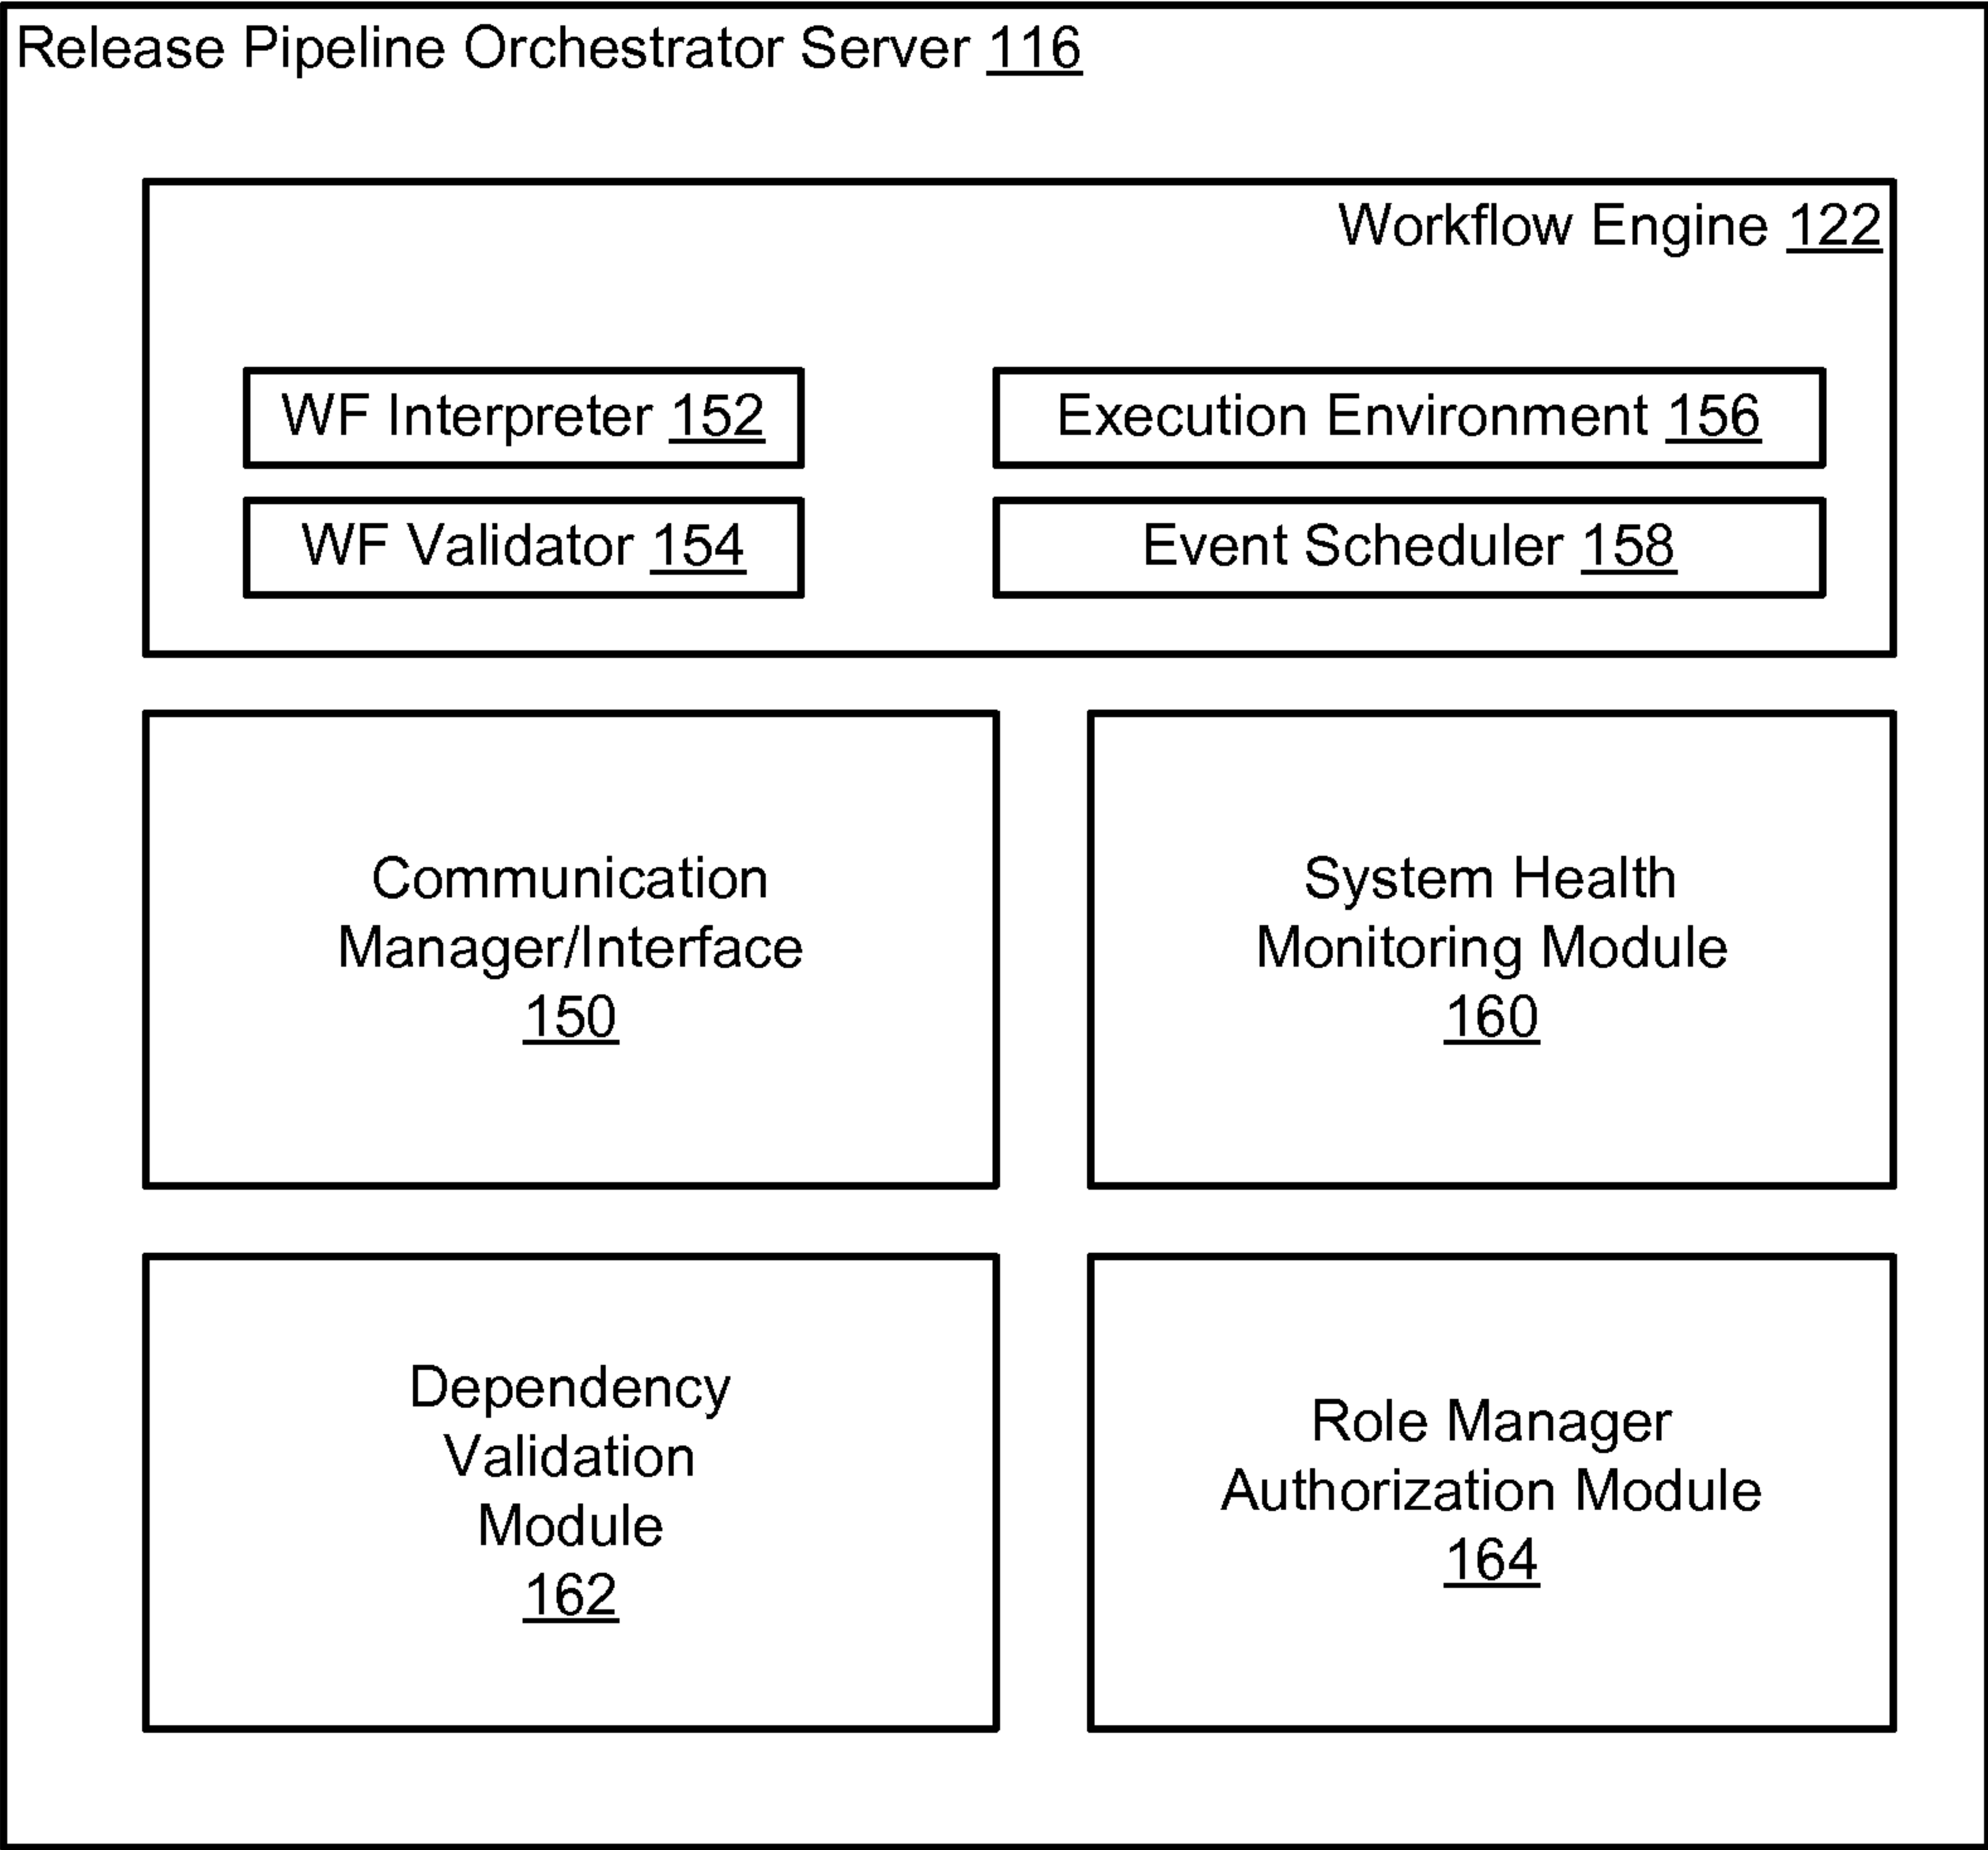 Release Pipeline Orchestrator Server 116
Workflow Engine 122
WF Interpreter 152
Execution Environment 156
WF Validator 154
Event Scheduler 158
Communication
Manager/Interface
150
System Health
Monitoring Module
160
Dependency
Validation
Module
162
Role Manager
Authorization Module
164